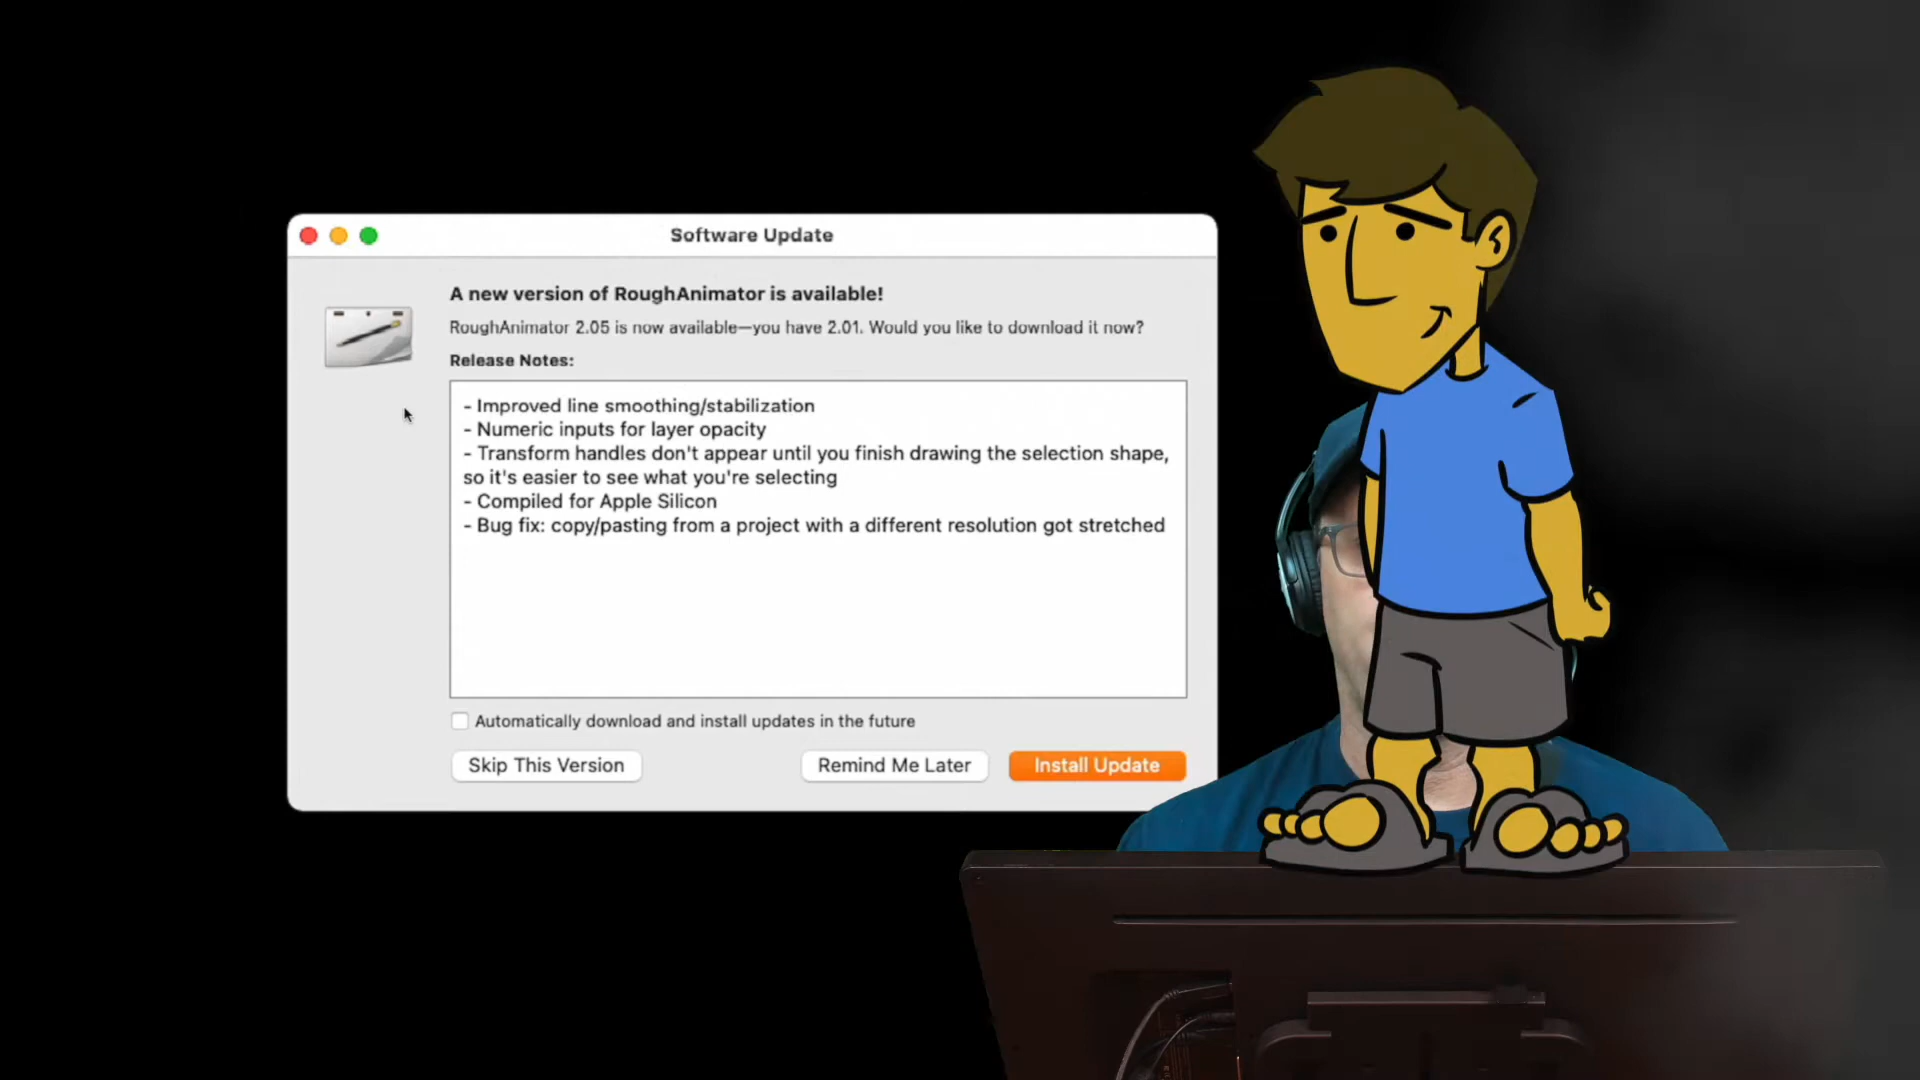 Software Update
A new version of RoughAnimator is available!
RoughAnimator 2.05 is now available—you have 2.01. Would you like to download it now?
Release Notes:
- Improved line smoothing/stabilization
- Numeric inputs for layer opacity
- Transform handles don't appear until you finish drawing the selection shape,
so it's easier to see what you're selecting
- Compiled for Apple Silicon
- Bug fix: copy/pasting from a project with a different resolution got stretched
Automatically download and install updates in the future
Skip This Version
Remind Me Later
Install Update